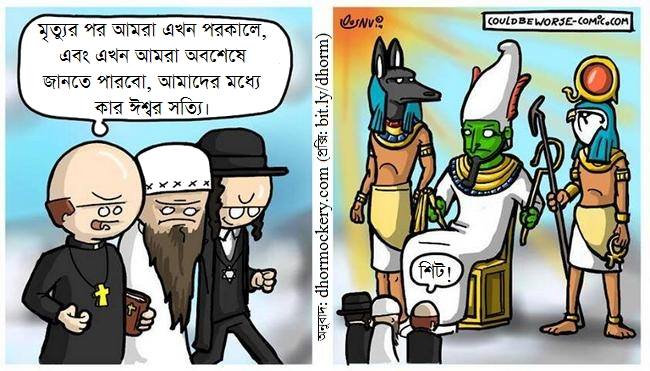 মৃত্যুর পর আমরা এখন পরকালে,
এবং এখন আমরা অবশেষে
জানতে পারবো, আমাদের মধ্যে
কার ঈশ্বর সত্যি।
অনুবাদ: dhormockery.com (প্রক্সি: bit.ly/dhorm)
COULDBEWORSE-COMIC.COM
শিট!